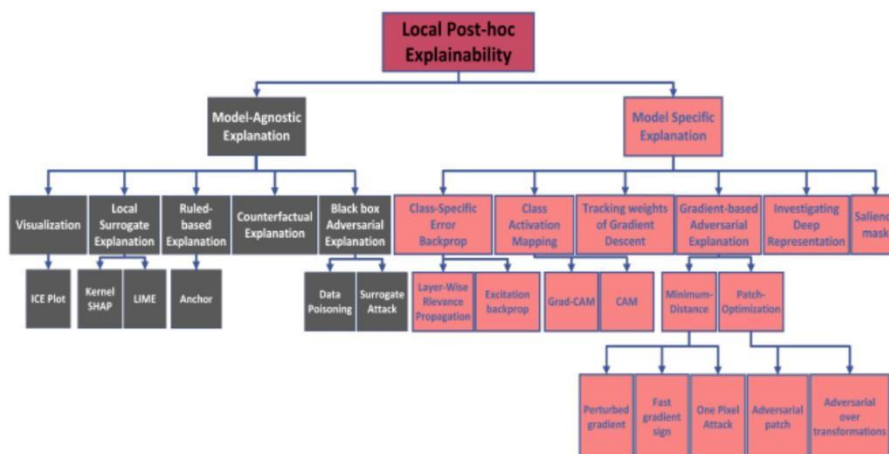 Local Post-hoc
Explainability
Model-Agnostic
Explanation
Model Specific
Explanation
Visualization
Local
Surrogate
Explanation
Ruled-
based
Explanation
Counterfactual
Explanation
Black box
Adversarial
Explanation
Class-Specific
Error
Backprop
Class
Activation
Mapping
Tracking weights
of Gradient
Descent
Gradient-based
Adversarial
Explanation
Investigating
Deep
Representation
Salienc
mask
ICE Plot
Kernel
SHAP
LIME
Anchor
Data
Poisoning
Surrogate
Attack
Layer-Wise
Rlevance
Propagation
Excitation
backprop
Grad-CAM
CAM
Minimum-
Distance
Patch-
Optimization
Perturbed
gradient
Fast
gradient
sign
One Pixel
Attack
Adversarial
patch
Adversarial
over
transformations